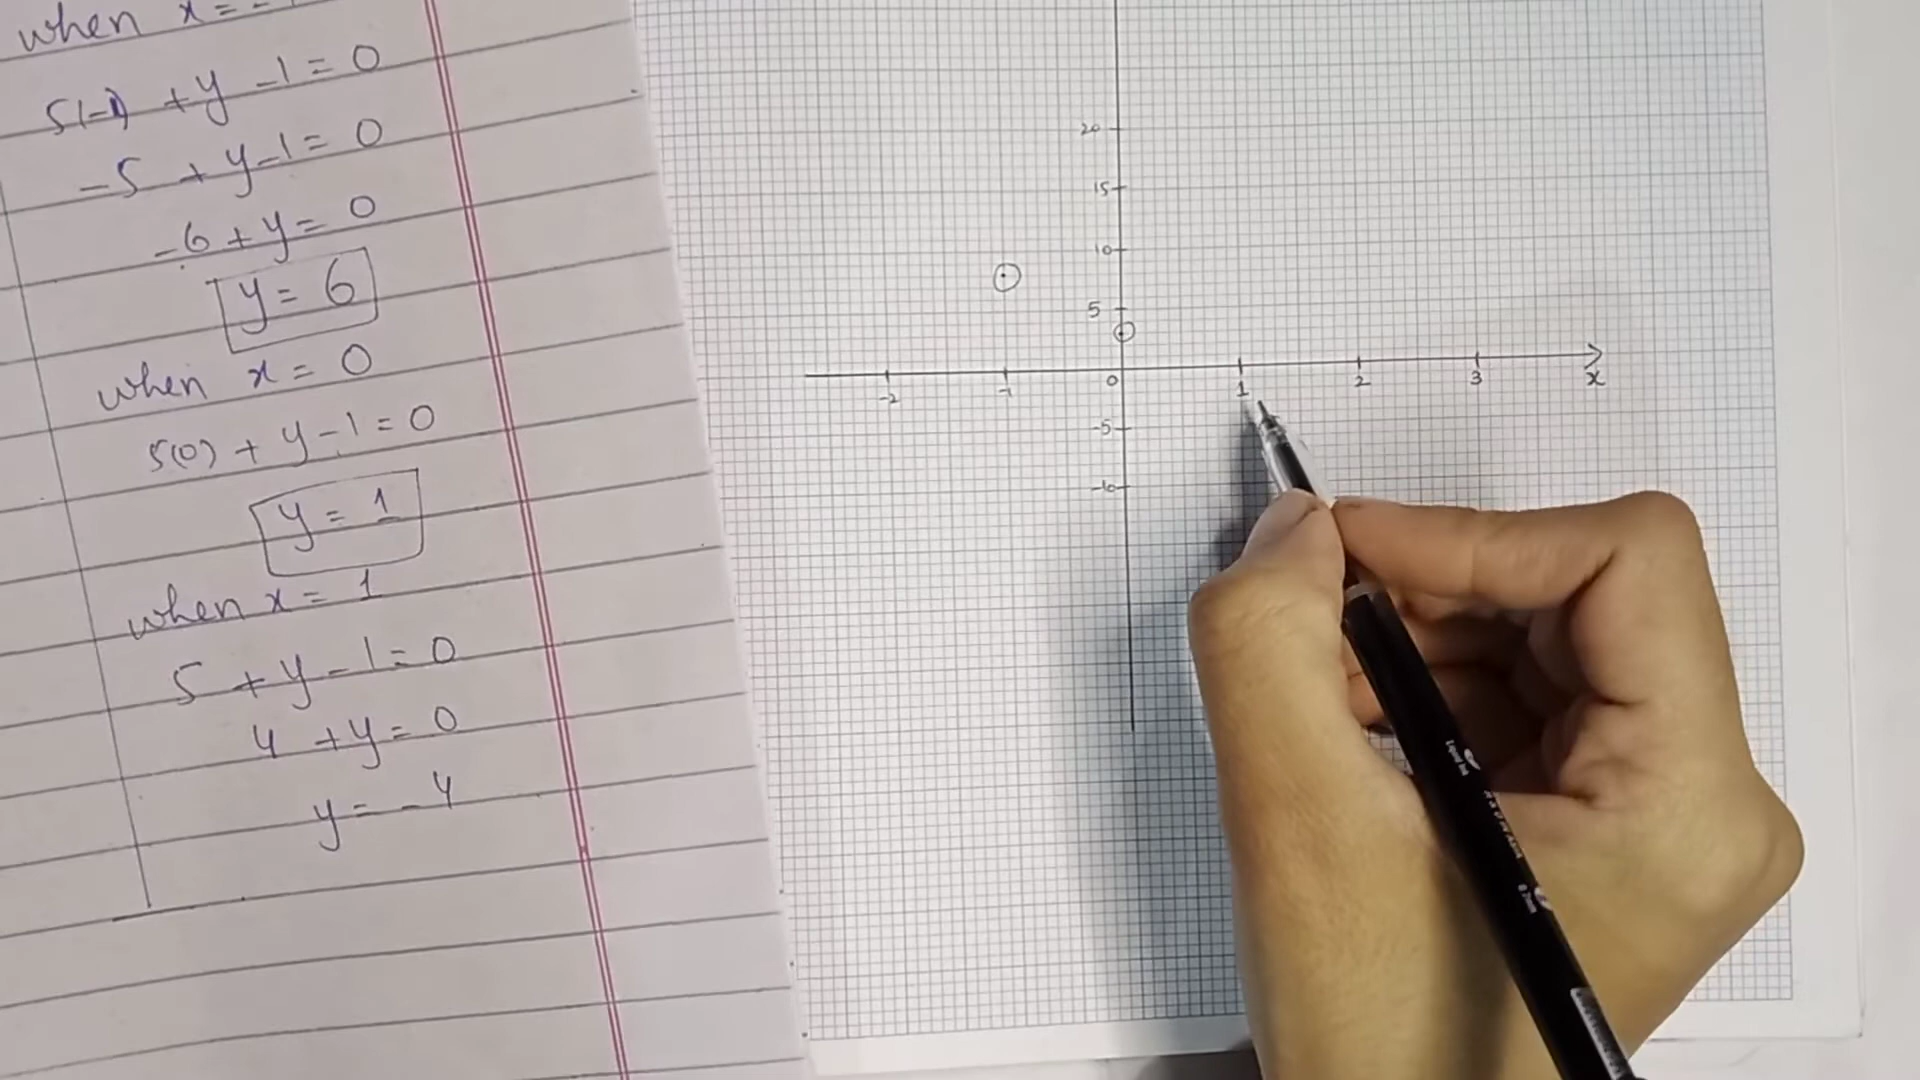 when x = -
5(-1) + y - 1 = 0
-5 + y - 1 = 0
-6 + y = 0
y = 6
when x = 0
5(0) + y - 1 = 0
y = 1
when x = 1
5 + y - 1 = 0
4 + y = 0
y = -4
20
15
10
5
-2 -1 0 1 2 3 x
-5
-10